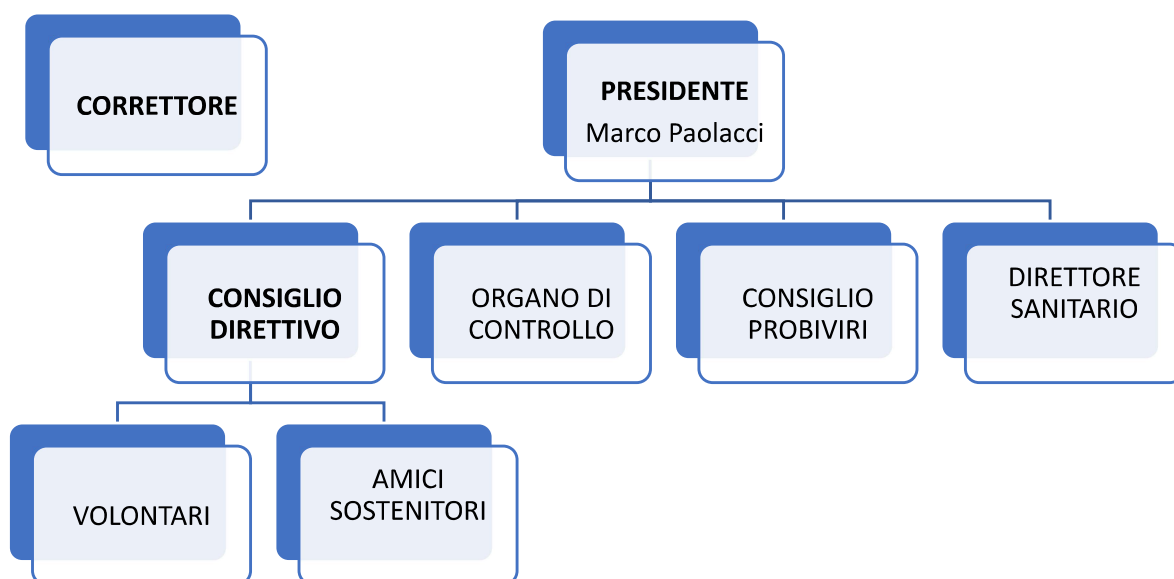 CORRETTORE
PRESIDENTE
Marco Paolacci
CONSIGLIO
DIRETTIVO
ORGANO DI
CONTROLLO
CONSIGLIO
PROBIVIRI
DIRETTORE
SANITARIO
VOLONTARI
AMICI
SOSTENITORI